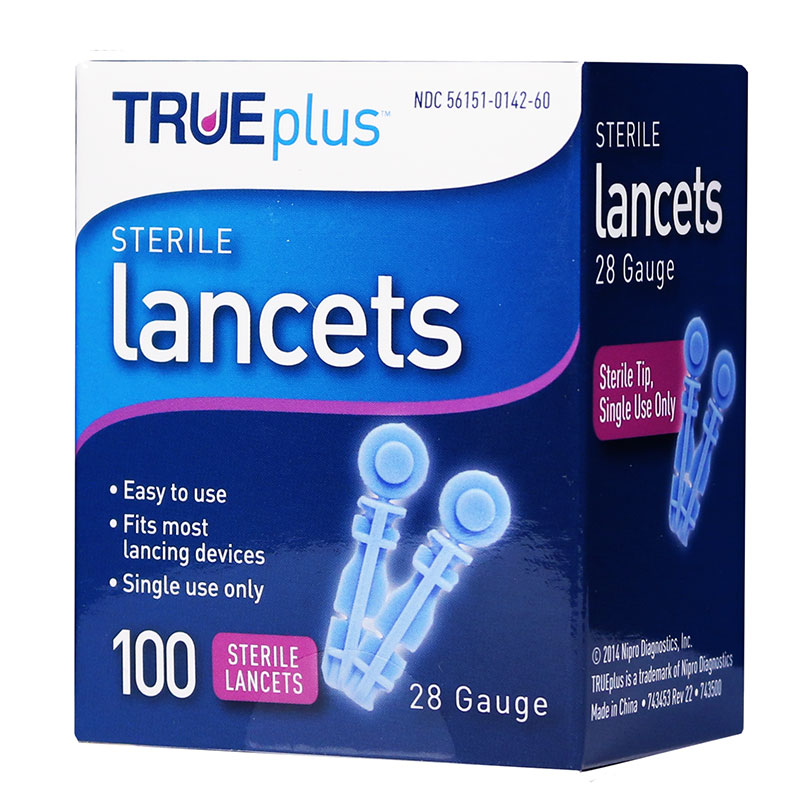 TRUEplus™
NDC 56151-0142-60
STERILE
lancets
• Easy to use
• Fits most
lancing devices
• Single use only
100
STERILE
LANCETS
28 Gauge
STERILE
lancets
28 Gauge
Sterile Tip,
Single Use Only
© 2014 Nipro Diagnostics, Inc.
TRUEplus is a trademark of Nipro Diagnostics
Made in China • 743453 Rev 22 • 743500